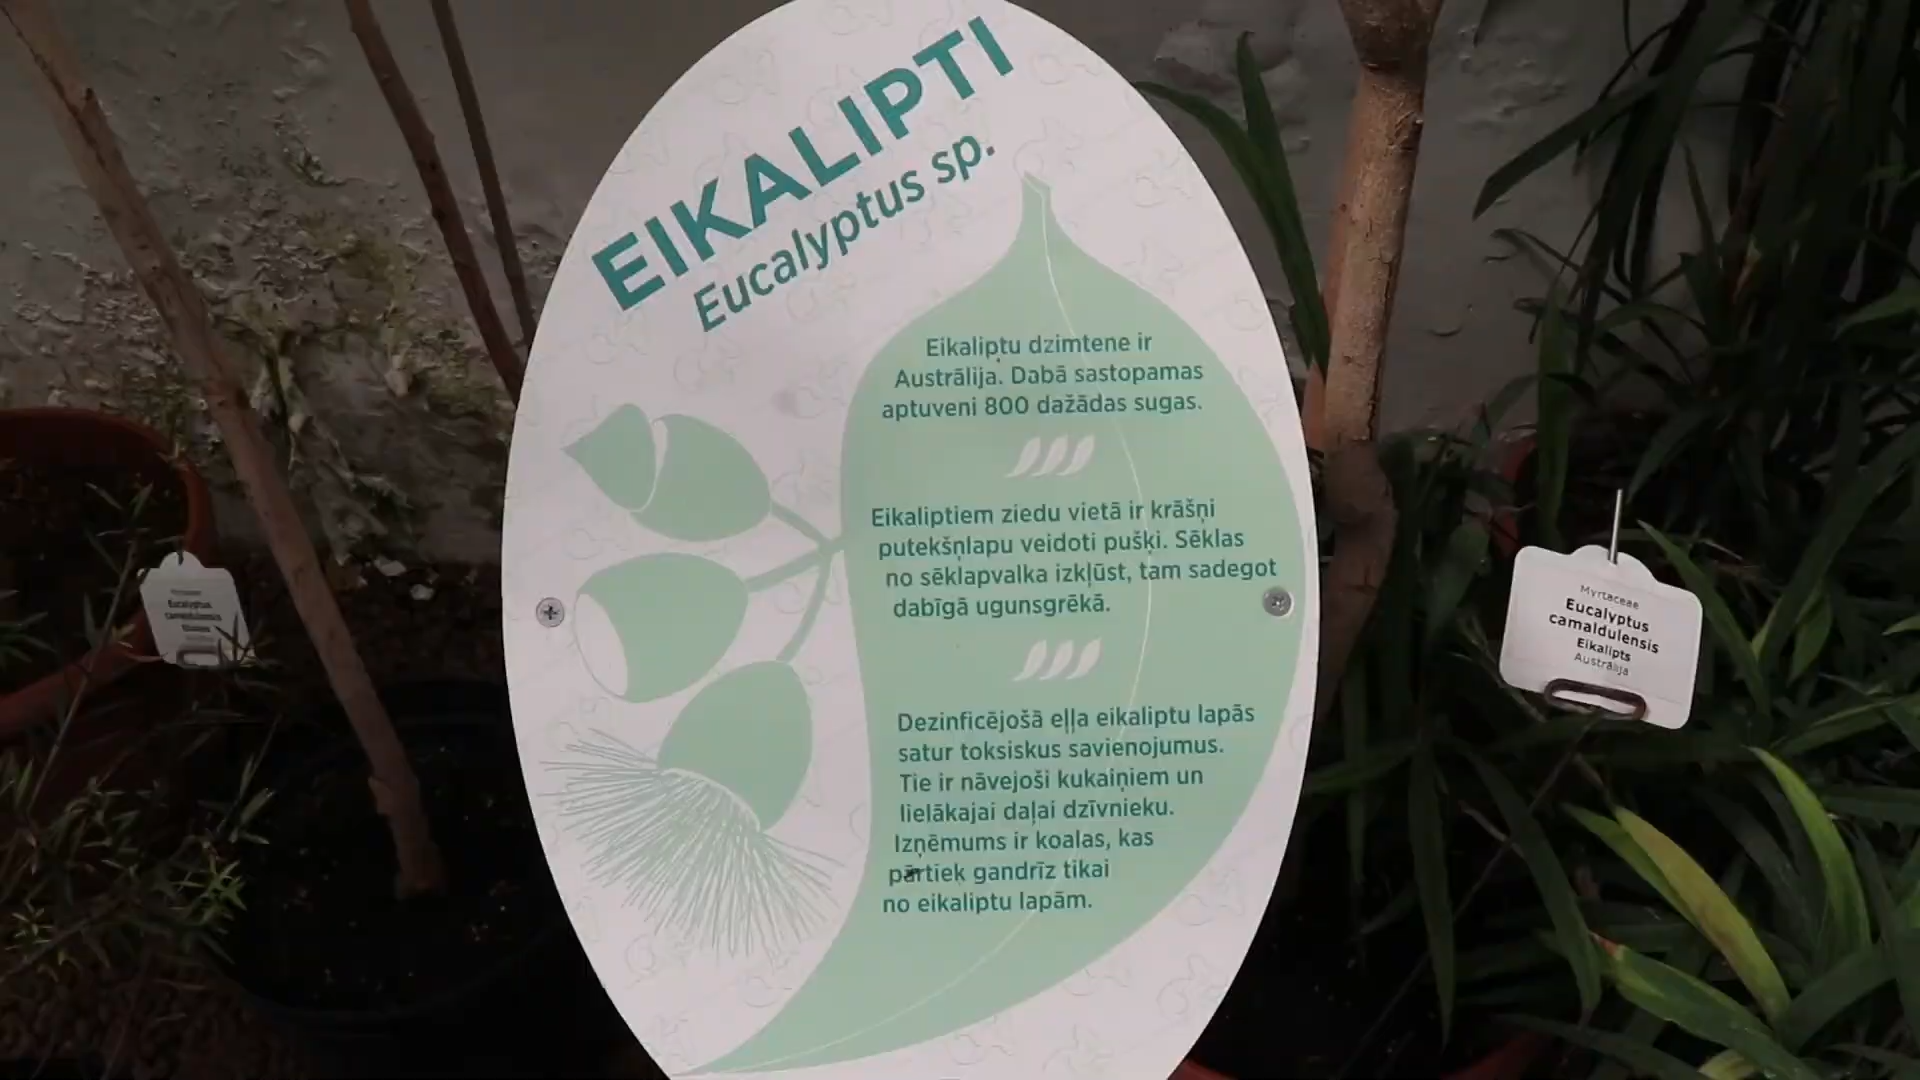 EIKALIPTI
Eucalyptus sp.
Eikaliptu dzimtene ir
Austrālija. Dabā sastopamas
aptuveni 800 dažādas sugas.
Eikaliptiem ziedu vietā ir krāšņi
putekšņlapu veidoti pušķi. Sēklas
no sēklapvalka izkļūst, tam sadegot
dabīgā ugunsgrēkā.
Dezinficējošā eļļa eikaliptu lapās
satur toksiskus savienojumus.
Tie ir nāvejoši kukaiņiem un
lielākajai daļai dzīvnieku.
Izņēmums ir koalas, kas
pārtiek gandrīz tikai
no eikaliptu lapām.
Myrtaceae
Eucalyptus
camaldulensis
Eikalipts
Austrālija
Eucalyptus
camaldulensis